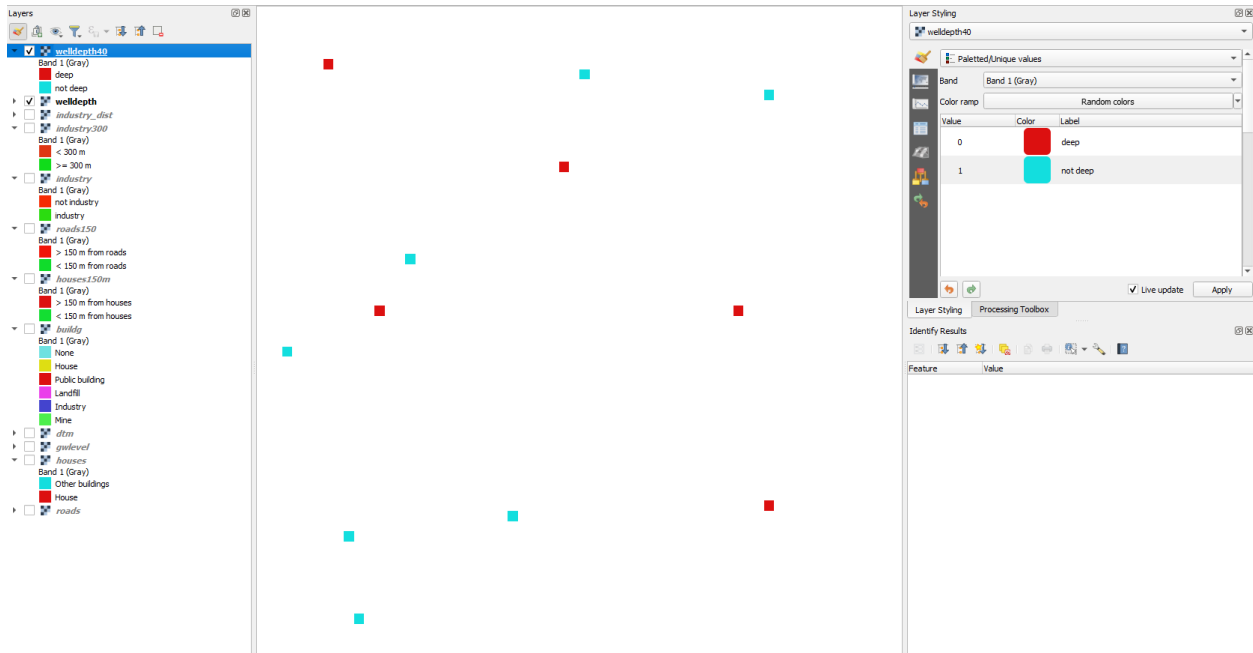 Layers
welldepth40
Band 1 (Gray)
deep
not deep
welldepth
industry_dist
industry300
Band 1 (Gray)
< 300 m
>= 300 m
industry
Band 1 (Gray)
not industry
industry
roads150
Band 1 (Gray)
> 150 m from roads
< 150 m from roads
houses150m
Band 1 (Gray)
> 150 m from houses
< 150 m from houses
buildg
Band 1 (Gray)
None
House
Public building
Landfill
Industry
Mine
dtm
gwlevel
houses
Band 1 (Gray)
Other buildings
House
roads
Layer Styling
welldepth40
Paletted/Unique values
Band Band 1 (Gray)
Color ramp Random colors
Value Color Label
0 deep
1 not deep
Live update Apply
Layer Styling Processing Toolbox
Identify Results
Feature Value